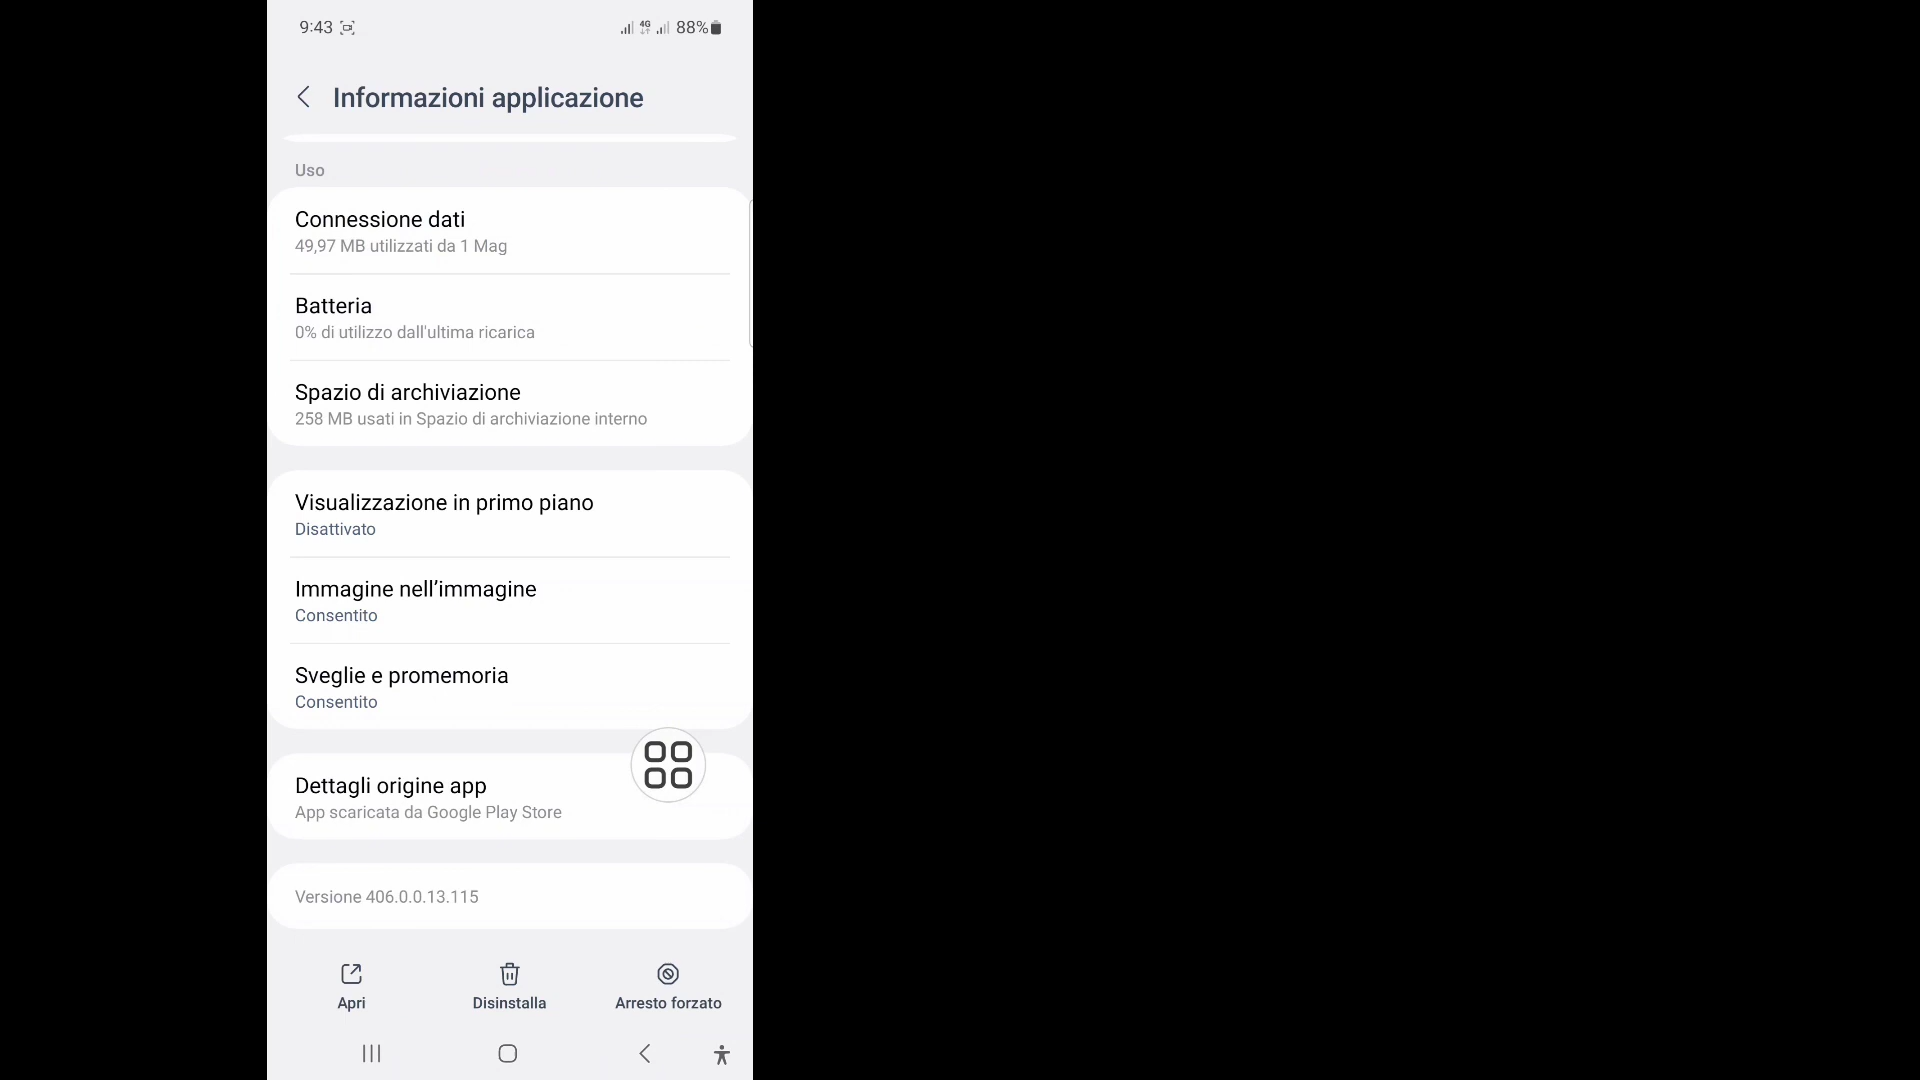 9:43
4G
88%
Informazioni applicazione
Uso
Connessione dati
49,97 MB utilizzati da 1 Mag
Batteria
0% di utilizzo dall'ultima ricarica
Spazio di archiviazione
258 MB usati in Spazio di archiviazione interno
Visualizzazione in primo piano
Disattivato
Immagine nell’immagine
Consentito
Sveglie e promemoria
Consentito
Dettagli origine app
App scaricata da Google Play Store
Versione 406.0.0.13.115
Apri
Disinstalla
Arresto forzato